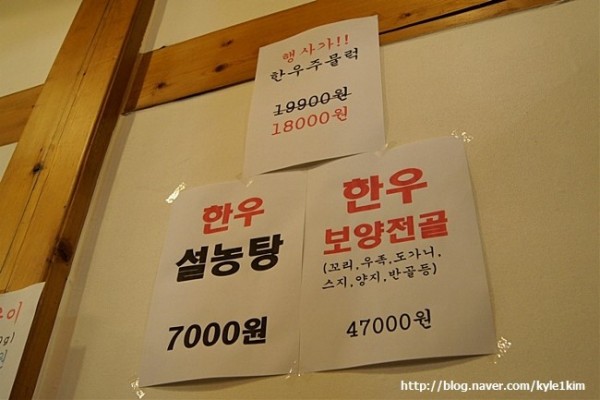 행사가!!
한우주물럭
19900원
18000원
한우
설농탕
7000원
한우
보양전골
(꼬리,우족,도가니,
스지,양지,반골등)
47000원
이
g)
원
http://blog.naver.com/kyle1kim